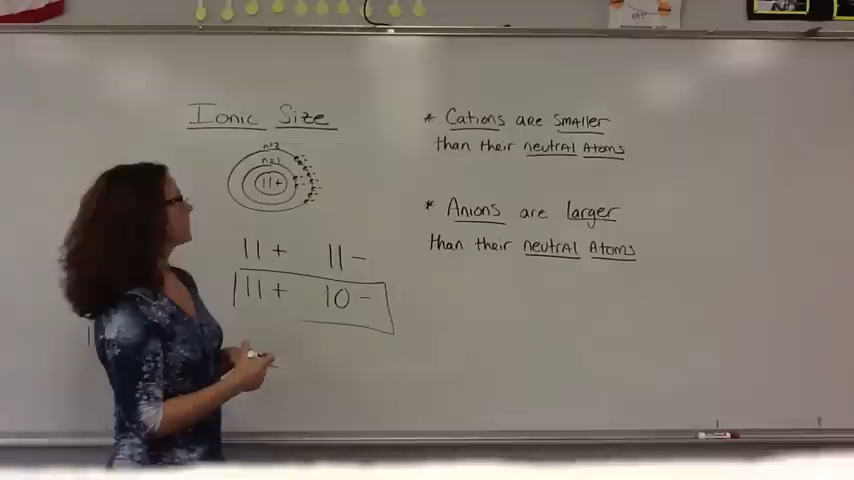 Ionic Size
* Cations are smaller
than their neutral Atoms
n=2
n=1
11+
* Anions are larger
than their neutral Atoms
11+ 11-
11+ 10-